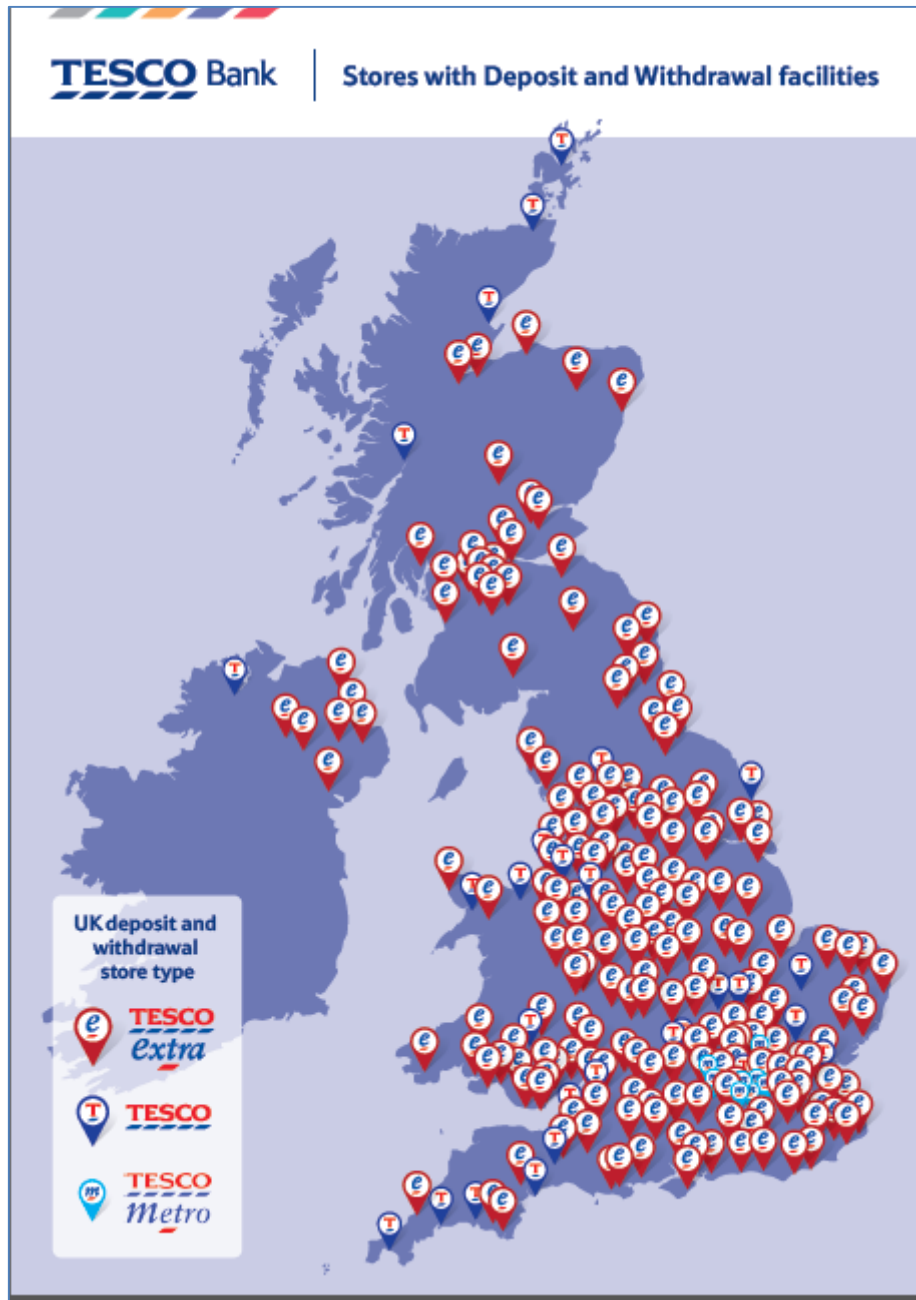 TESCO Bank
Stores with Deposit and Withdrawal facilities
UK deposit and
withdrawal
store type
e
TESCO
extra
T
TESCO
m
TESCO
metro